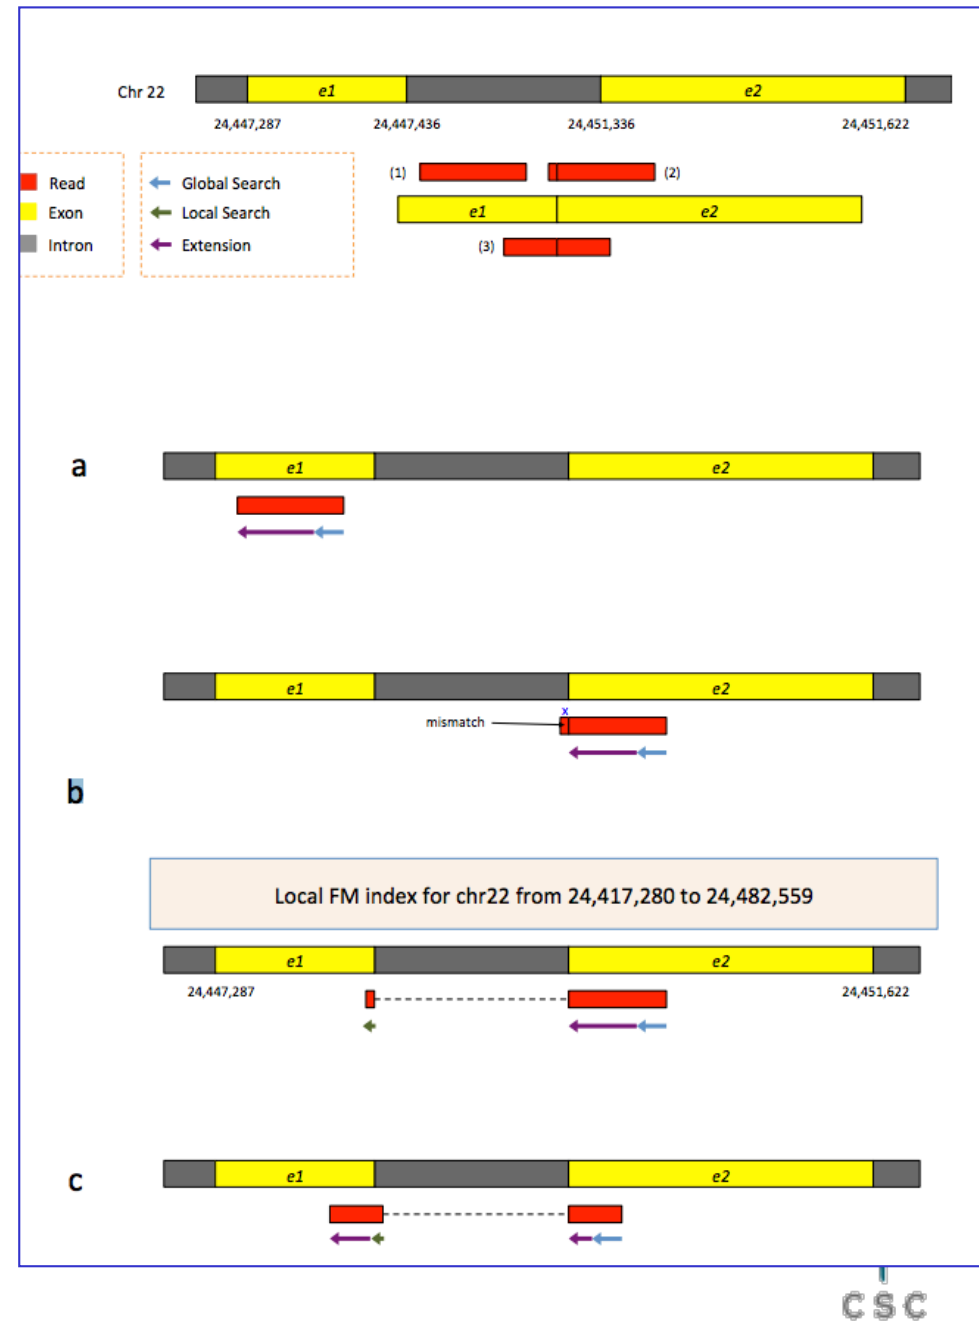 Chr 22
e1
e2
24,447,287
24,447,436
24,451,336
24,451,622
(1)
(2)
Read
Exon
Intron
Global Search
Local Search
Extension
e1
e2
(3)
a
e1
e2
e1
e2
x
mismatch
b
Local FM index for chr22 from 24,417,280 to 24,482,559
e1
e2
24,447,287
24,451,622
c
e1
e2
CSC